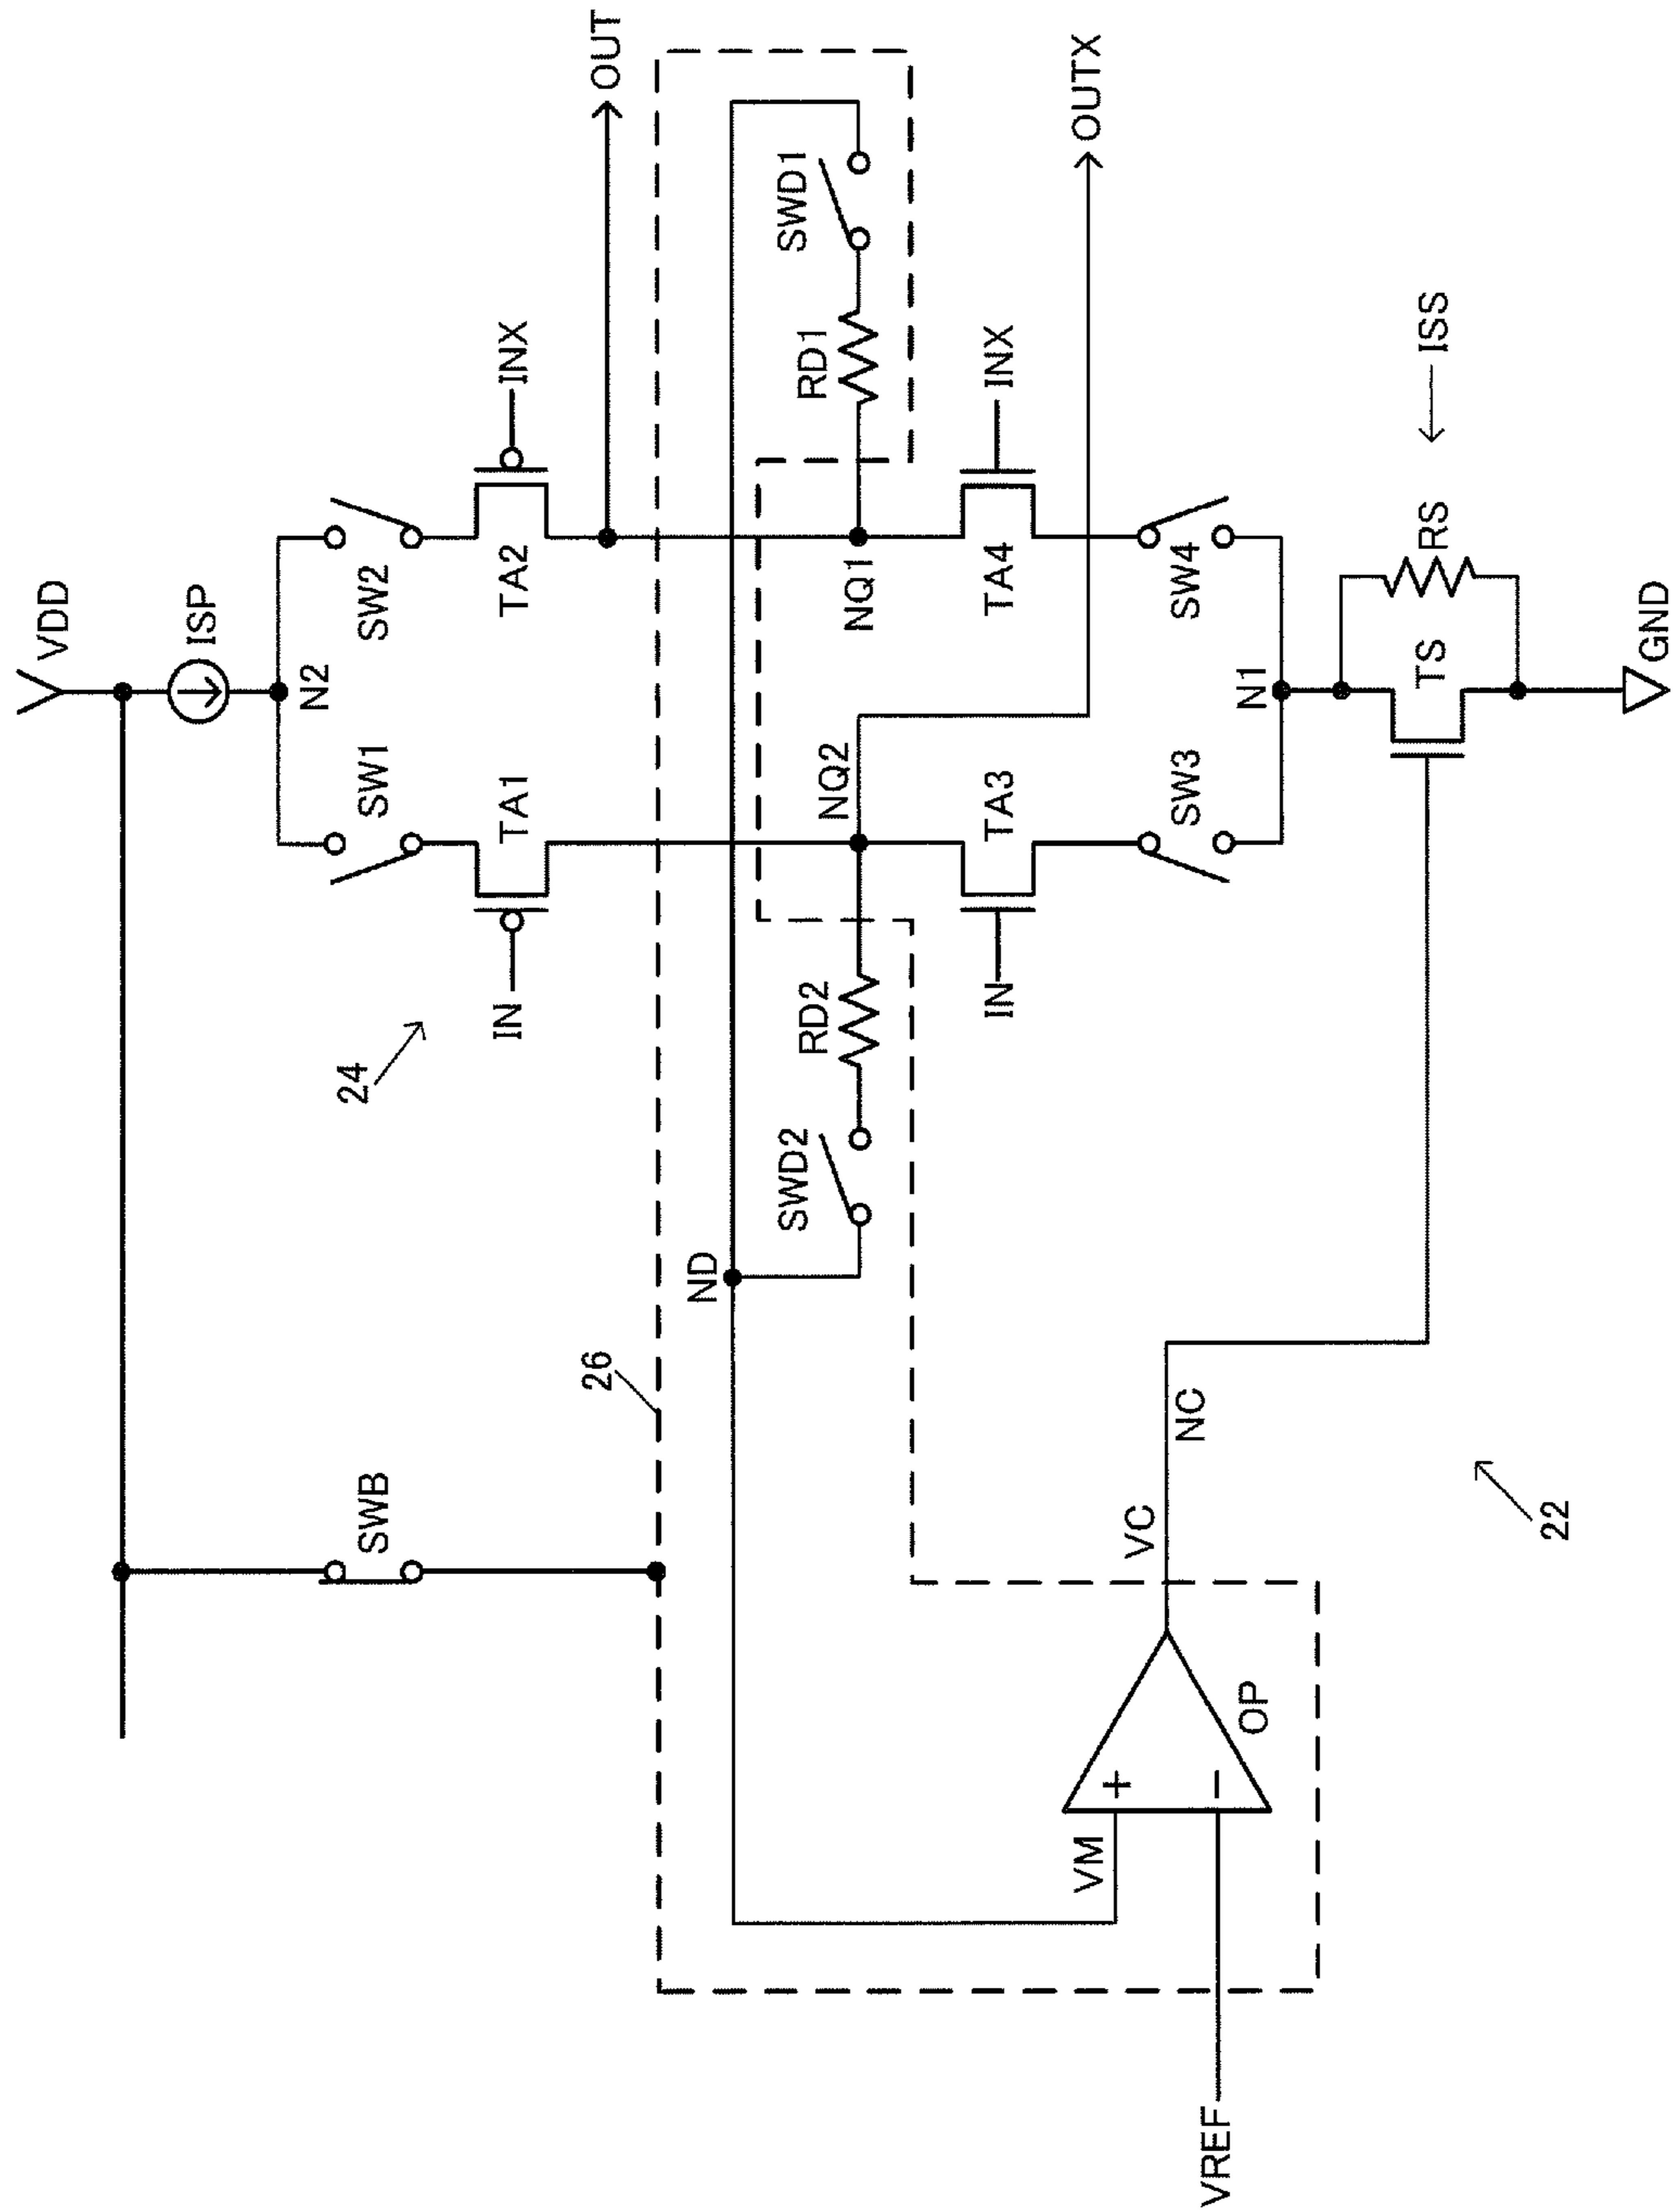 VDD
ISP
N2
SW1
SW2
TA1
TA2
IN
INX
24
OUT
SWB
26
ND
SWD2
RD2
NQ2
NQ1
RD1
SWD1
IN
TA3
TA4
INX
OUTX
SW3
SW4
N1
TS
RS
ISS
GND
VREF
VM
+
−
OP
VC
NC
22